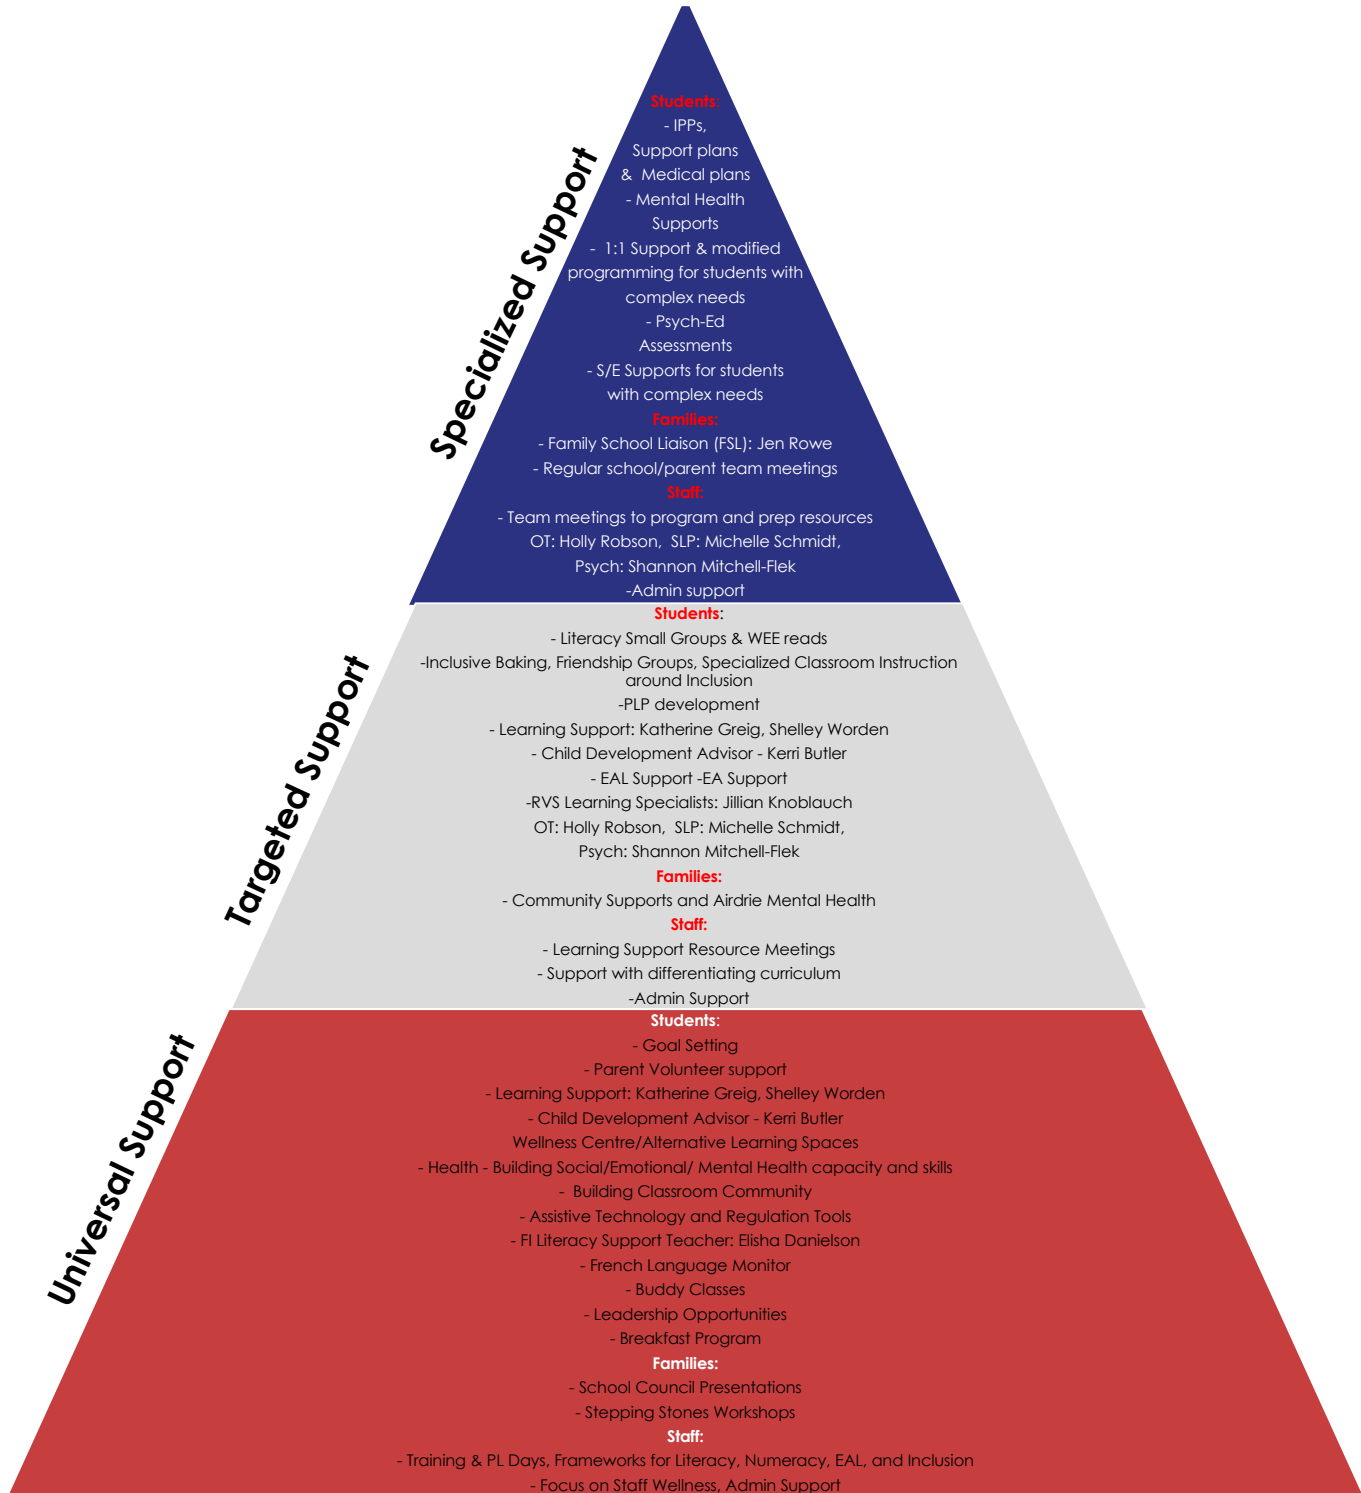 Specialized Support
Students:
- IPPs,
Support plans
& Medical plans
- Mental Health
Supports
- 1:1 Support & modified
programming for students with
complex needs
- Psych-Ed
Assessments
- S/E Supports for students
with complex needs
Families:
- Family School Liaison (FSL): Jen Rowe
- Regular school/parent team meetings
Staff:
- Team meetings to program and prep resources
OT: Holly Robson, SLP: Michelle Schmidt,
Psych: Shannon Mitchell-Flek
-Admin support
Targeted Support
Students:
- Literacy Small Groups & WEE reads
-Inclusive Baking, Friendship Groups, Specialized Classroom Instruction
around Inclusion
-PLP development
- Learning Support: Katherine Greig, Shelley Worden
- Child Development Advisor - Kerri Butler
- EAL Support -EA Support
-RVS Learning Specialists: Jillian Knoblauch
OT: Holly Robson, SLP: Michelle Schmidt,
Psych: Shannon Mitchell-Flek
Families:
- Community Supports and Airdrie Mental Health
Staff:
- Learning Support Resource Meetings
- Support with differentiating curriculum
-Admin Support
Universal Support
Students:
- Goal Setting
- Parent Volunteer support
- Learning Support: Katherine Greig, Shelley Worden
- Child Development Advisor - Kerri Butler
Wellness Centre/Alternative Learning Spaces
- Health - Building Social/Emotional/ Mental Health capacity and skills
- Building Classroom Community
- Assistive Technology and Regulation Tools
- FI Literacy Support Teacher: Elisha Danielson
- French Language Monitor
- Buddy Classes
- Leadership Opportunities
- Breakfast Program
Families:
- School Council Presentations
- Stepping Stones Workshops
Staff:
- Training & PL Days, Frameworks for Literacy, Numeracy, EAL, and Inclusion
- Focus on Staff Wellness, Admin Support